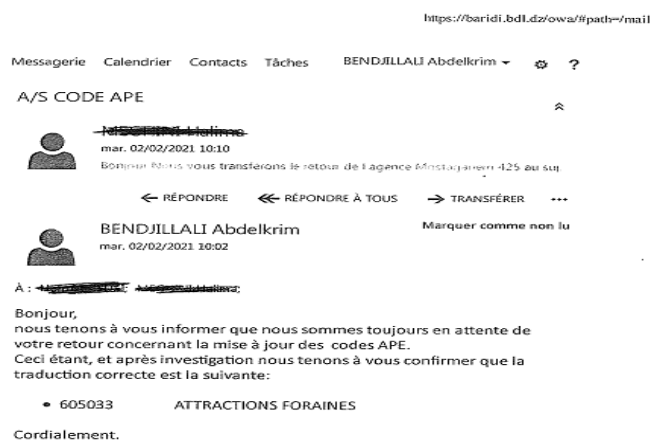 https://baridi.bdl.dz/owa/#path=/mail
Messagerie Calendrier Contacts Tâches BENDJILLALI Abdelkrim ?
A/S CODE APE
mar. 02/02/2021 10:10
Bonjour Nous vous transférons le retour de l agence Mostaganem 425 au suj
RÉPONDRE RÉPONDRE À TOUS TRANSFÉRER ...
BENDJILLALI Abdelkrim Marquer comme non lu
mar. 02/02/2021 10:02
À :
Bonjour,
nous tenons à vous informer que nous sommes toujours en attente de
votre retour concernant la mise à jour des codes APE.
Ceci étant, et après investigation nous tenons à vous confirmer que la
traduction correcte est la suivante:
• 605033 ATTRACTIONS FORAINES
Cordialement.